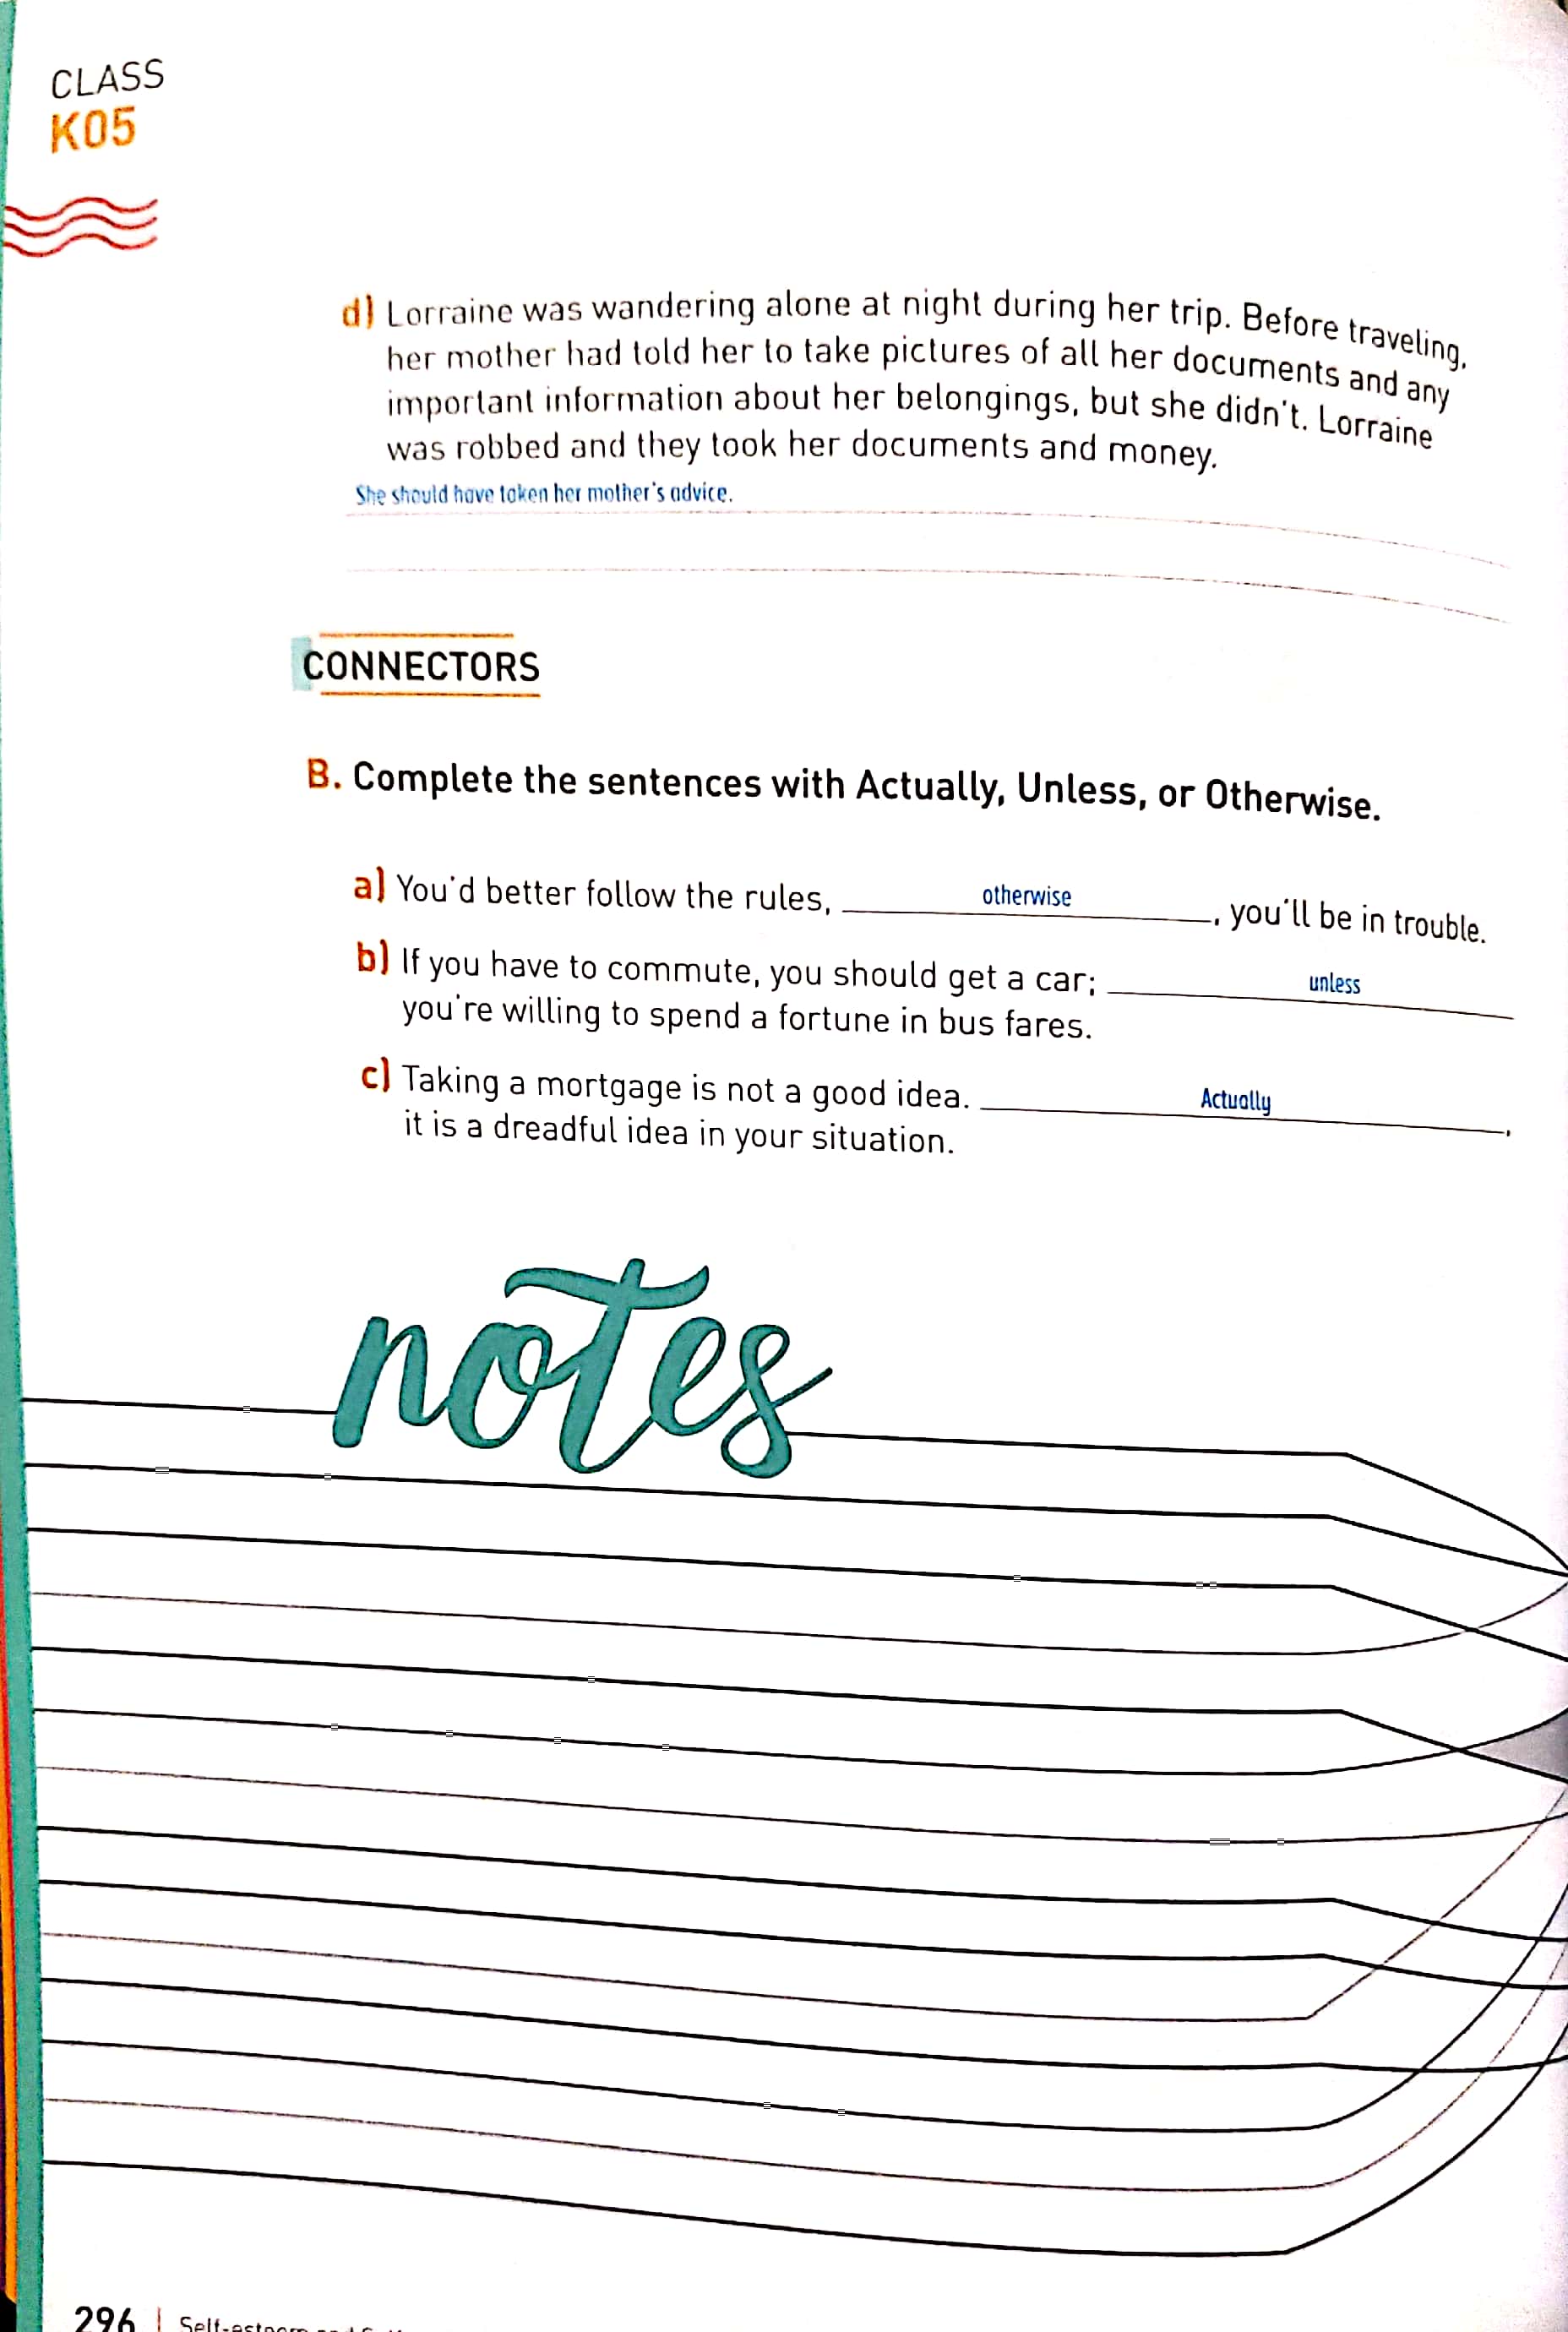 CLASS
K05
d) Lorraine was wandering alone at night during her trip. Before traveling,
her mother had told her to take pictures of all her documents and any
important information about her belongings, but she didn't. Lorraine
was robbed and they took her documents and money.
She should have taken her mother's advice.
CONNECTORS
B. Complete the sentences with Actually, Unless, or Otherwise.
a) You'd better follow the rules, otherwise, you'll be in trouble.
b) If you have to commute, you should get a car; unless
you're willing to spend a fortune in bus fares.
c) Taking a mortgage is not a good idea. Actually,
it is a dreadful idea in your situation.
notes
296 | Self-esteem and